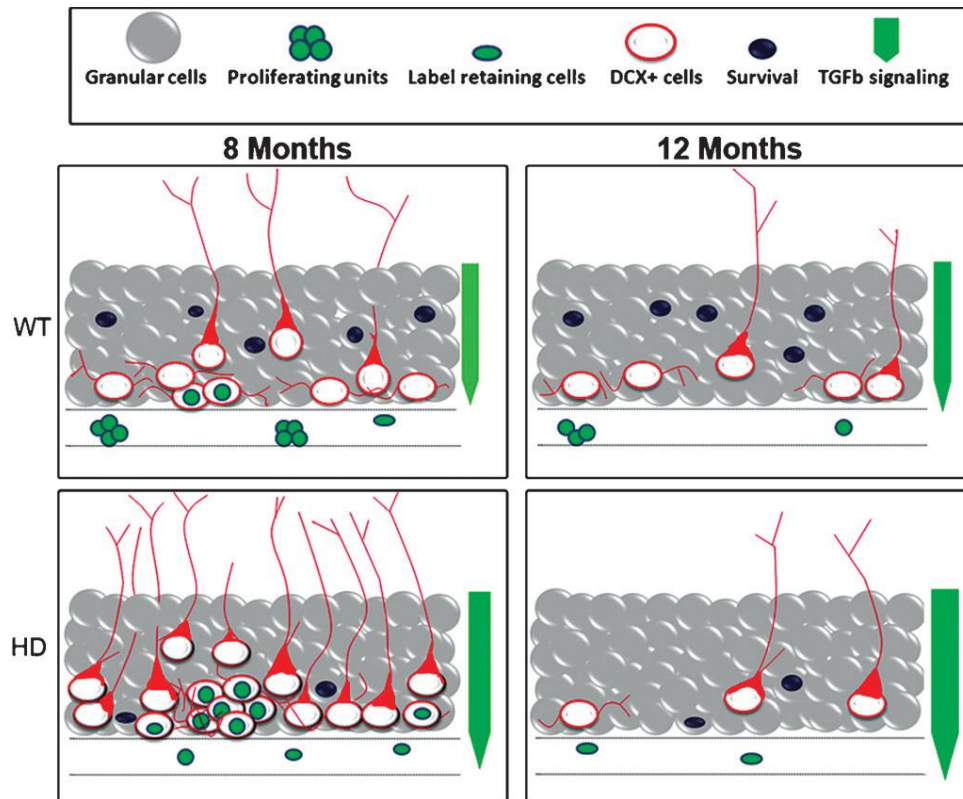 Granular cells Proliferating units Label retaining cells DCX+ cells Survival TGFb signaling
8 Months 12 Months
WT
HD